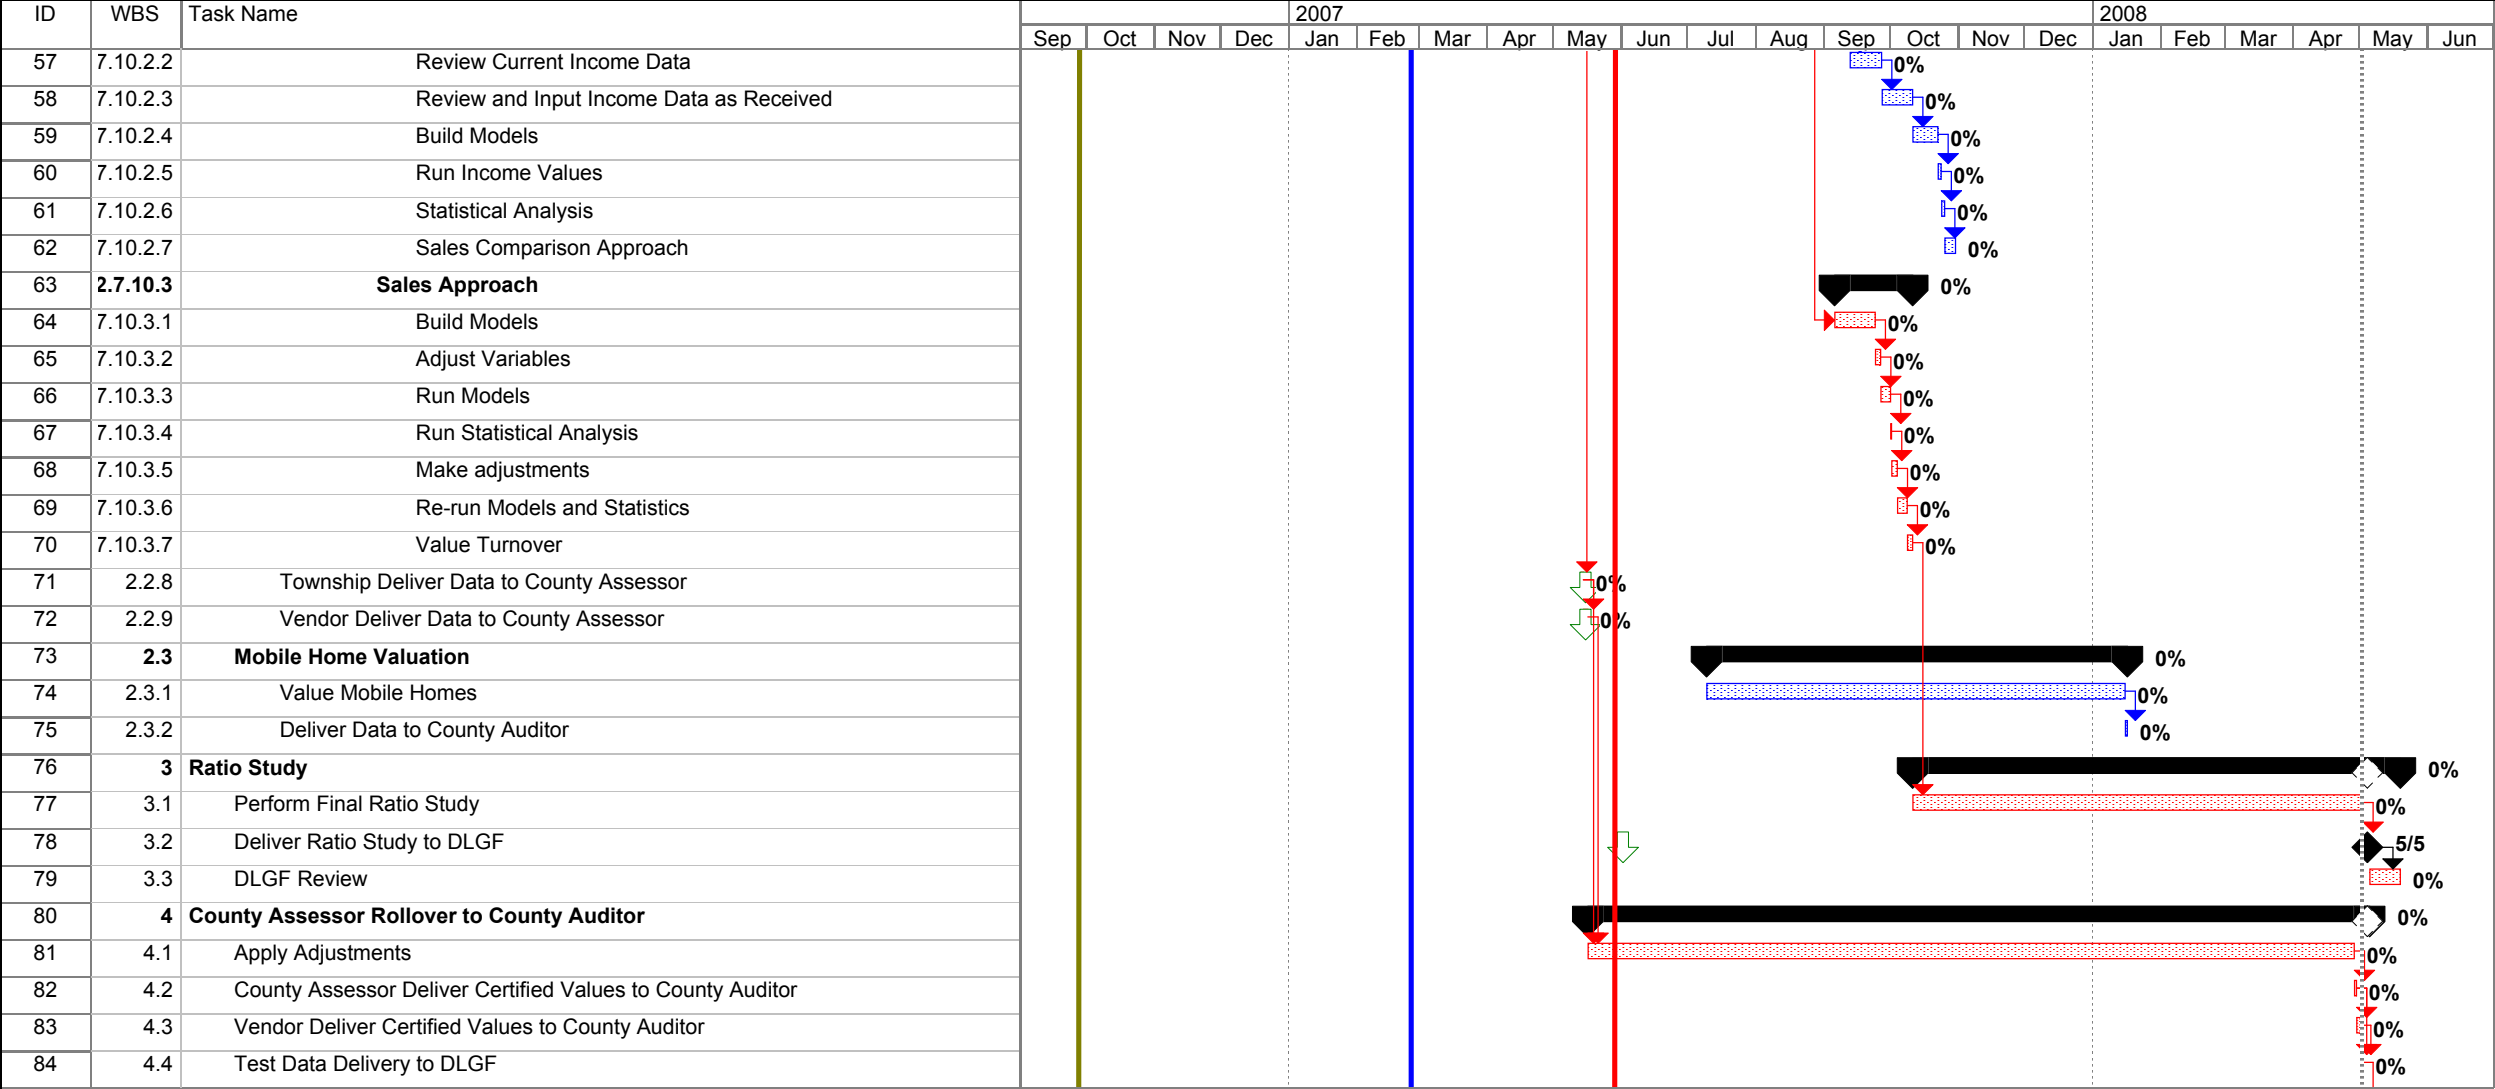 ID WBS Task Name 2007 2008
Sep Oct Nov Dec Jan Feb Mar Apr May Jun Jul Aug Sep Oct Nov Dec Jan Feb Mar Apr May Jun
57 7.10.2.2 Review Current Income Data 0%
58 7.10.2.3 Review and Input Income Data as Received 0%
59 7.10.2.4 Build Models 0%
60 7.10.2.5 Run Income Values 0%
61 7.10.2.6 Statistical Analysis 0%
62 7.10.2.7 Sales Comparison Approach 0%
63 2.7.10.3 Sales Approach 0%
64 7.10.3.1 Build Models 0%
65 7.10.3.2 Adjust Variables 0%
66 7.10.3.3 Run Models 0%
67 7.10.3.4 Run Statistical Analysis 0%
68 7.10.3.5 Make adjustments 0%
69 7.10.3.6 Re-run Models and Statistics 0%
70 7.10.3.7 Value Turnover 0%
71 2.2.8 Township Deliver Data to County Assessor 0%
72 2.2.9 Vendor Deliver Data to County Assessor 0%
73 2.3 Mobile Home Valuation 0%
74 2.3.1 Value Mobile Homes 0%
75 2.3.2 Deliver Data to County Auditor 0%
76 3 Ratio Study 0%
77 3.1 Perform Final Ratio Study 0%
78 3.2 Deliver Ratio Study to DLGF 5/5
79 3.3 DLGF Review 0%
80 4 County Assessor Rollover to County Auditor 0%
81 4.1 Apply Adjustments 0%
82 4.2 County Assessor Deliver Certified Values to County Auditor 0%
83 4.3 Vendor Deliver Certified Values to County Auditor 0%
84 4.4 Test Data Delivery to DLGF 0%